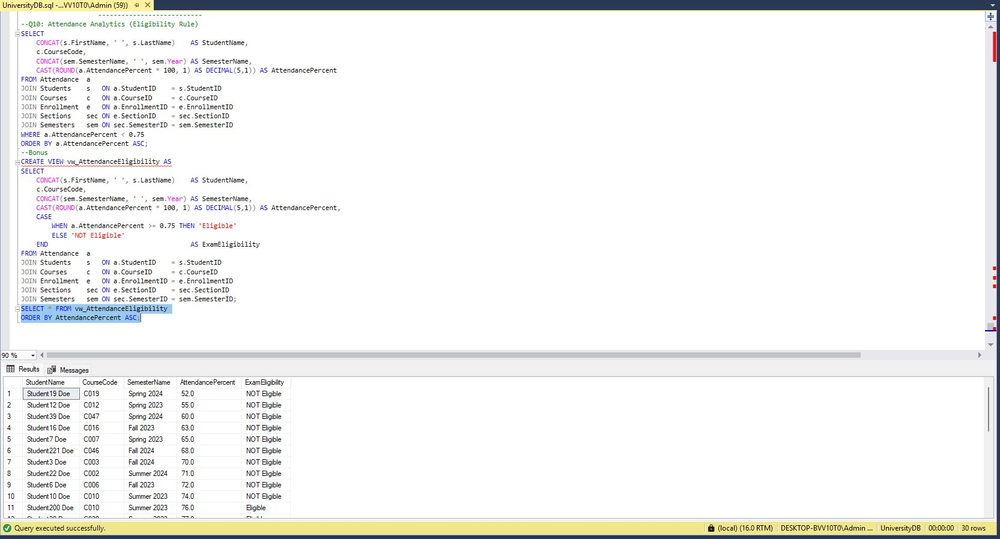 UniversityDB.sql -...VV10T0\Admin (59))
---------------------------
--Q10: Attendance Analytics (Eligibility Rule)
SELECT
CONCAT(s.FirstName, ' ', s.LastName)    AS StudentName,
c.CourseCode,
CONCAT(sem.SemesterName, ' ', sem.Year) AS SemesterName,
CAST(ROUND(a.AttendancePercent * 100, 1) AS DECIMAL(5,1)) AS AttendancePercent
FROM Attendance  a
JOIN Students    s   ON a.StudentID    = s.StudentID
JOIN Courses     c   ON a.CourseID     = c.CourseID
JOIN Enrollment  e   ON a.EnrollmentID = e.EnrollmentID
JOIN Sections    sec ON e.SectionID    = sec.SectionID
JOIN Semesters   sem ON sec.SemesterID = sem.SemesterID
WHERE a.AttendancePercent < 0.75
ORDER BY a.AttendancePercent ASC;
--Bonus
CREATE VIEW vw_AttendanceEligibility AS
SELECT
CONCAT(s.FirstName, ' ', s.LastName)    AS StudentName,
c.CourseCode,
CONCAT(sem.SemesterName, ' ', sem.Year) AS SemesterName,
CAST(ROUND(a.AttendancePercent * 100, 1) AS DECIMAL(5,1)) AS AttendancePercent,
CASE
WHEN a.AttendancePercent >= 0.75 THEN 'Eligible'
ELSE 'NOT Eligible'
END                                     AS ExamEligibility
FROM Attendance  a
JOIN Students    s   ON a.StudentID    = s.StudentID
JOIN Courses     c   ON a.CourseID     = c.CourseID
JOIN Enrollment  e   ON a.EnrollmentID = e.EnrollmentID
JOIN Sections    sec ON e.SectionID    = sec.SectionID
JOIN Semesters   sem ON sec.SemesterID = sem.SemesterID;
SELECT * FROM vw_AttendanceEligibility
ORDER BY AttendancePercent ASC;
90 %
Results Messages
StudentName CourseCode SemesterName AttendancePercent ExamEligibility
1 Student19 Doe C019 Spring 2024 52.0 NOT Eligible
2 Student12 Doe C012 Spring 2023 55.0 NOT Eligible
3 Student39 Doe C047 Spring 2024 60.0 NOT Eligible
4 Student16 Doe C016 Fall 2023 63.0 NOT Eligible
5 Student7 Doe C007 Spring 2023 65.0 NOT Eligible
6 Student221 Doe C046 Fall 2024 68.0 NOT Eligible
7 Student3 Doe C003 Fall 2024 70.0 NOT Eligible
8 Student22 Doe C002 Summer 2024 71.0 NOT Eligible
9 Student6 Doe C006 Fall 2023 72.0 NOT Eligible
10 Student10 Doe C010 Summer 2023 74.0 NOT Eligible
11 Student200 Doe C010 Summer 2023 76.0 Eligible
Query executed successfully. (local) (16.0 RTM) DESKTOP-BVV10T0\Admin ... UniversityDB 00:00:00 30 rows